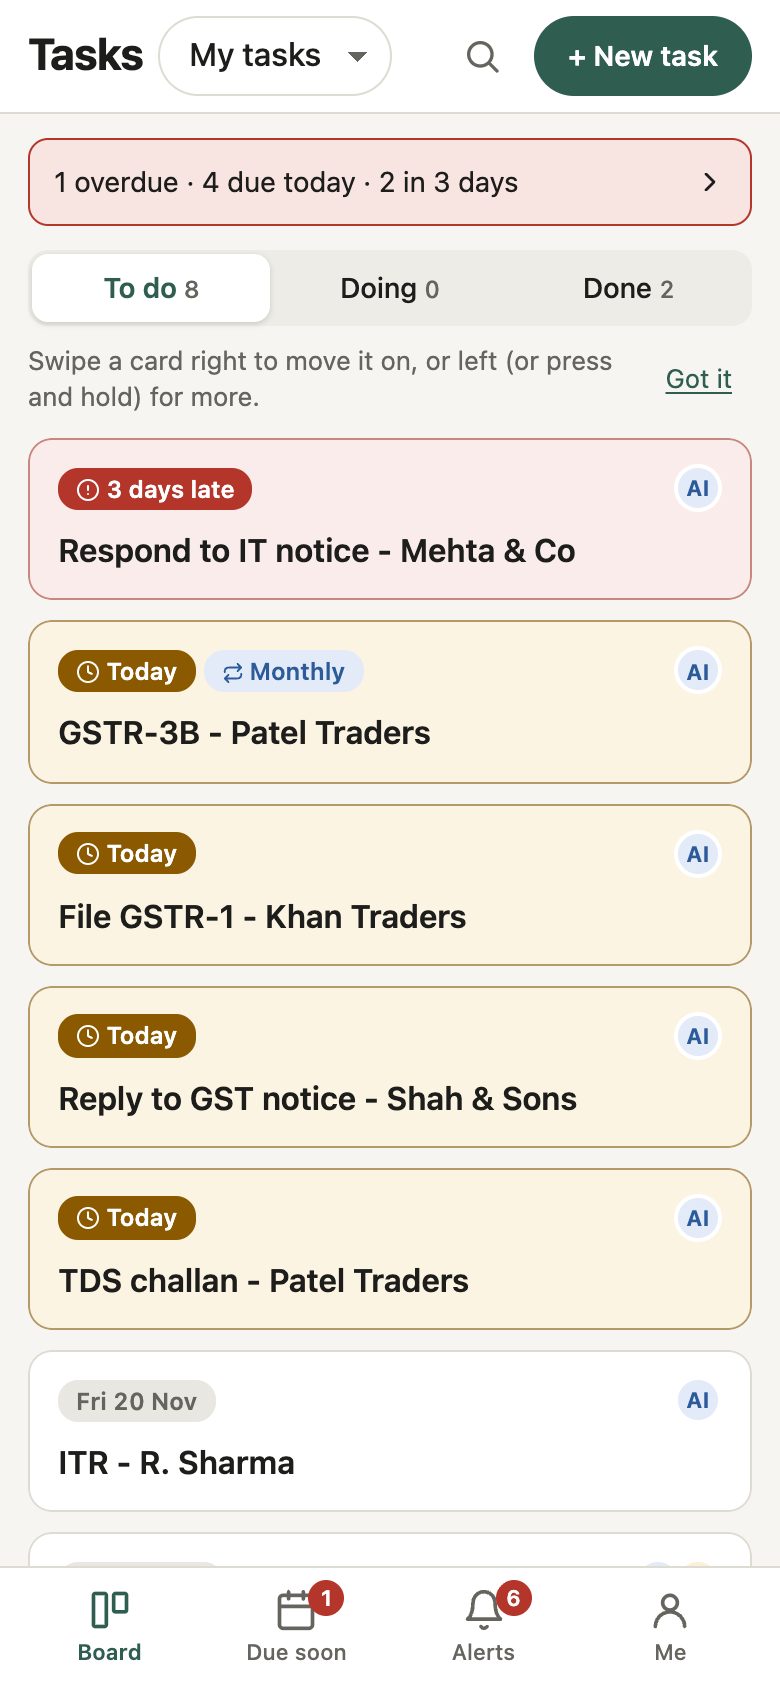 Tasks
My tasks
+ New task
1 overdue · 4 due today · 2 in 3 days
To do 8
Doing 0
Done 2
Swipe a card right to move it on, or left (or press
and hold) for more.
Got it
3 days late
AI
Respond to IT notice - Mehta & Co
Today
Monthly
AI
GSTR-3B - Patel Traders
Today
AI
File GSTR-1 - Khan Traders
Today
AI
Reply to GST notice - Shah & Sons
Today
AI
TDS challan - Patel Traders
Fri 20 Nov
AI
ITR - R. Sharma
1
6
Board
Due soon
Alerts
Me